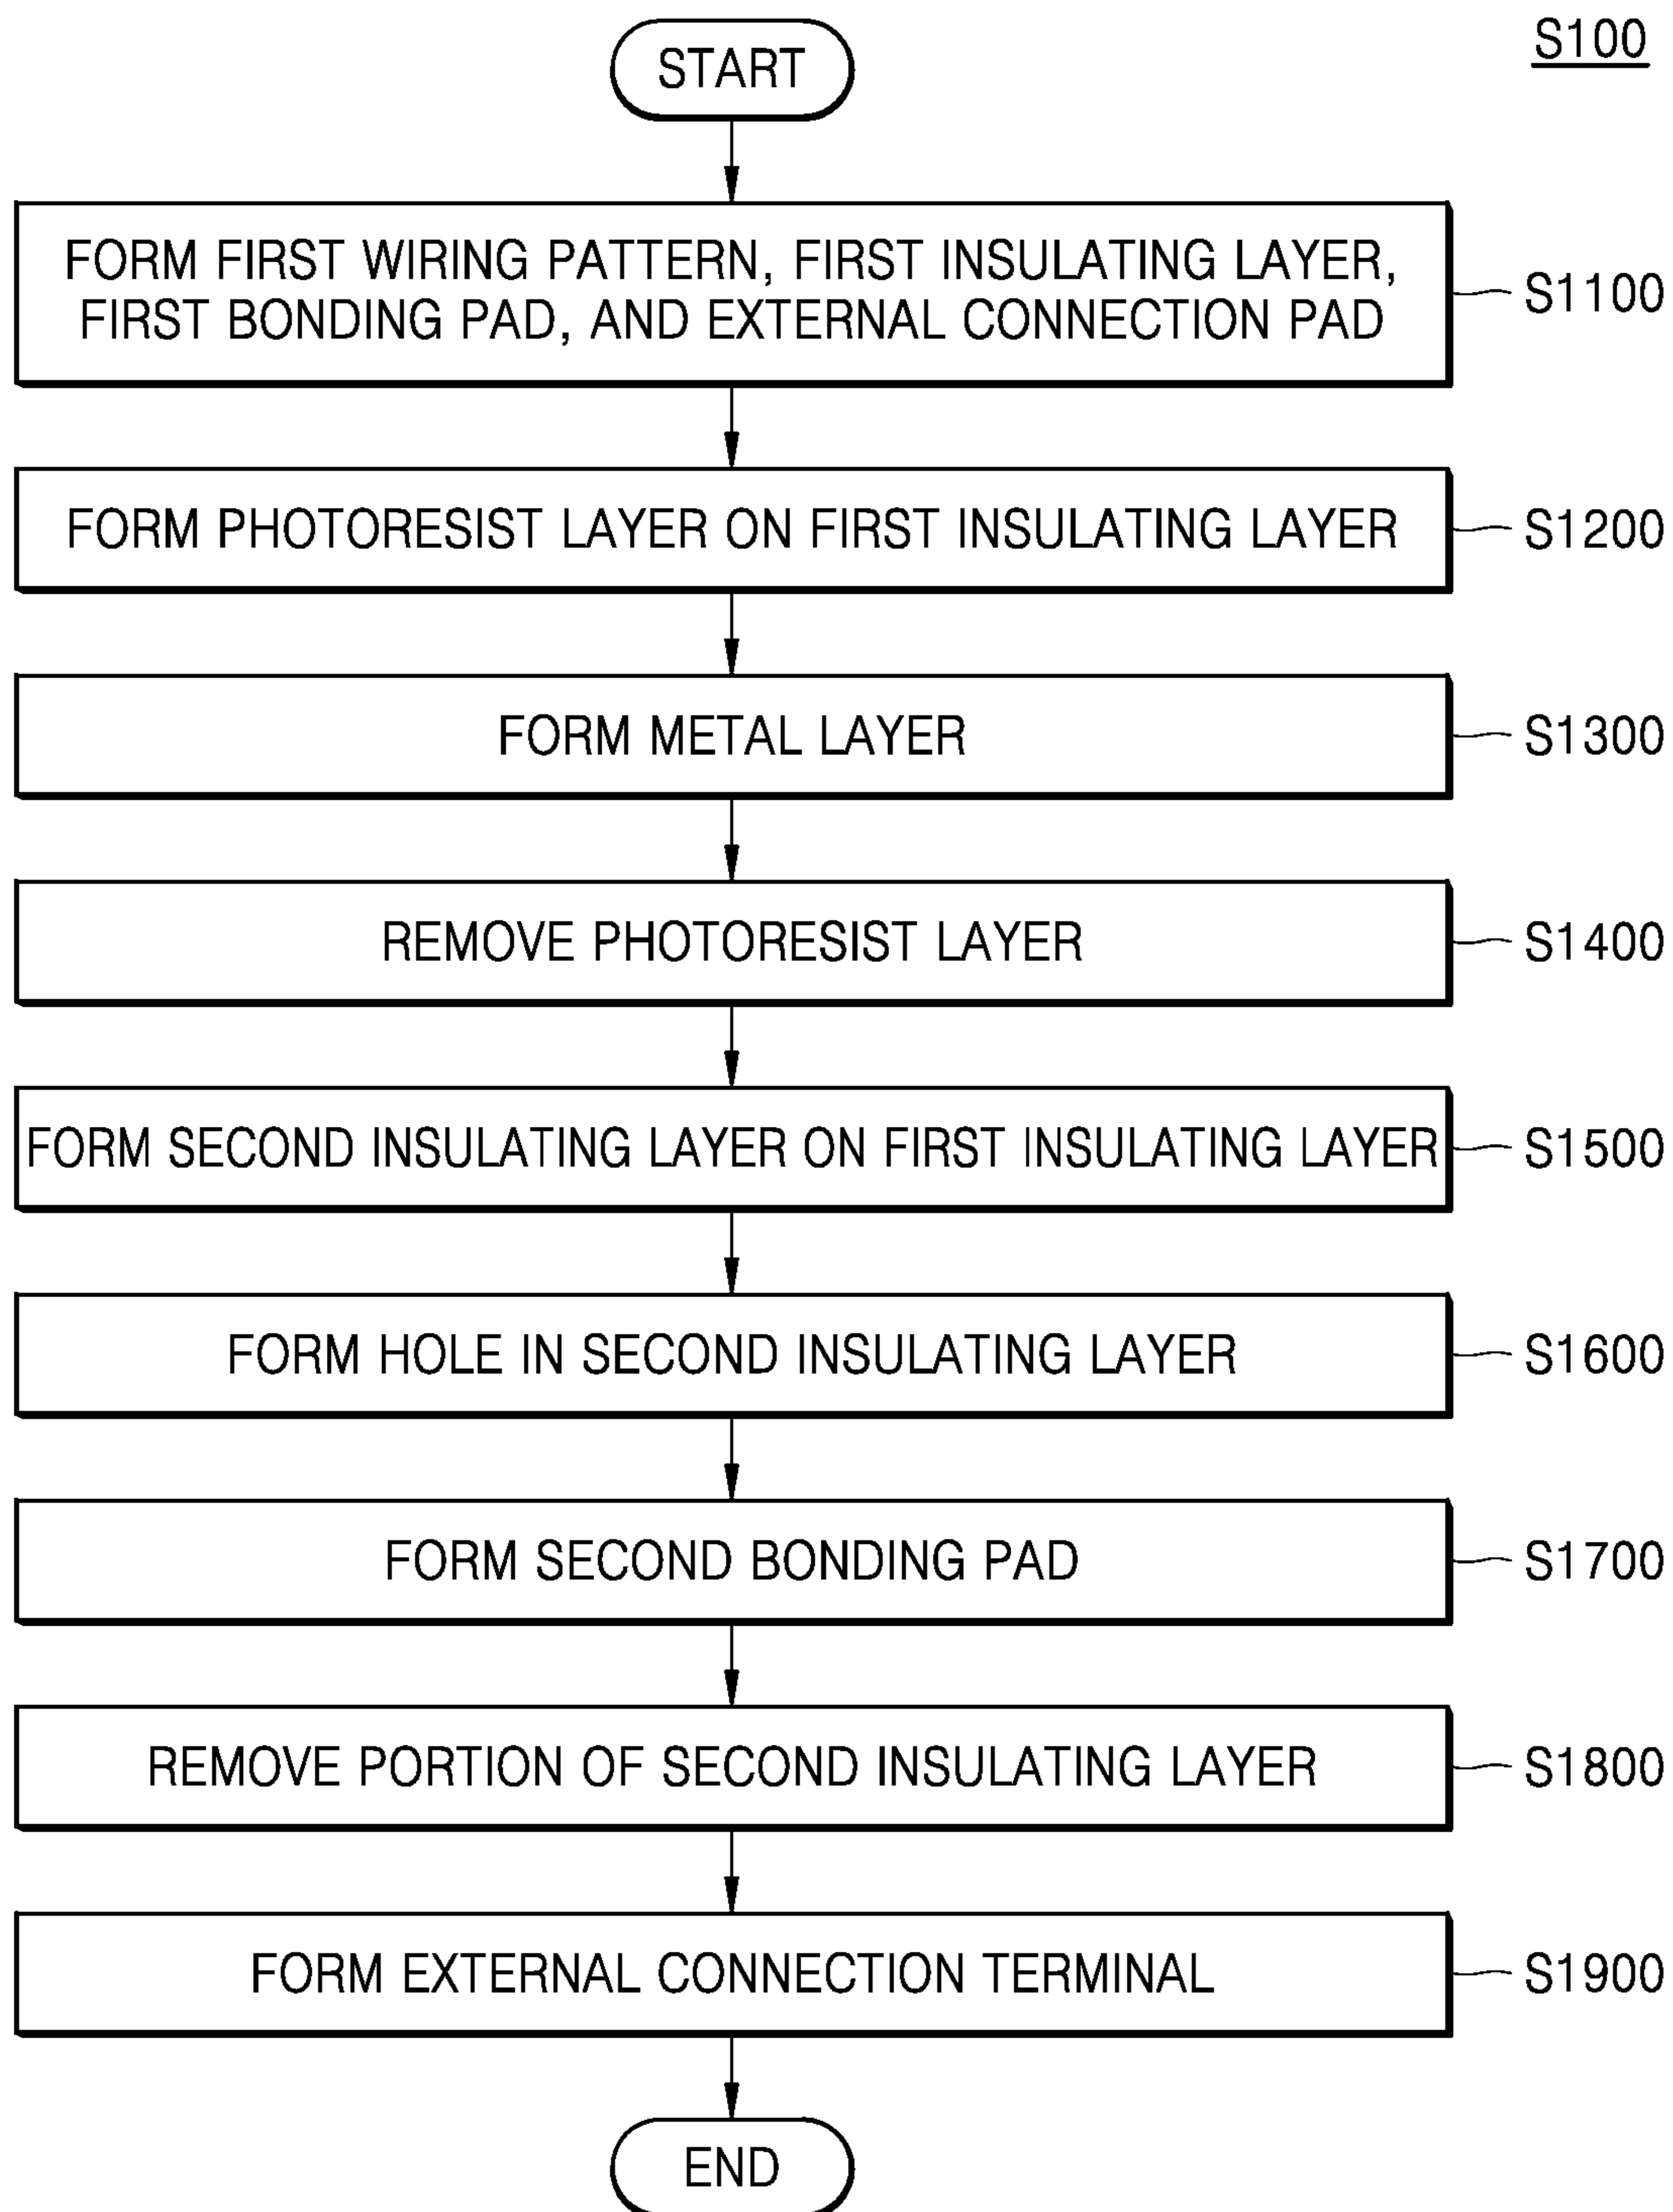 S100
START
FORM FIRST WIRING PATTERN, FIRST INSULATING LAYER,
FIRST BONDING PAD, AND EXTERNAL CONNECTION PAD
S1100
FORM PHOTORESIST LAYER ON FIRST INSULATING LAYER
S1200
FORM METAL LAYER
S1300
REMOVE PHOTORESIST LAYER
S1400
FORM SECOND INSULATING LAYER ON FIRST INSULATING LAYER
S1500
FORM HOLE IN SECOND INSULATING LAYER
S1600
FORM SECOND BONDING PAD
S1700
REMOVE PORTION OF SECOND INSULATING LAYER
S1800
FORM EXTERNAL CONNECTION TERMINAL
S1900
END